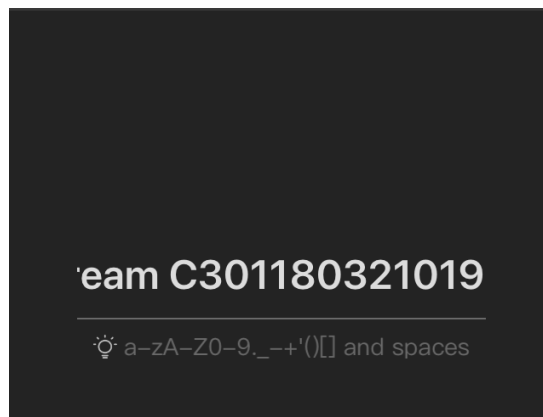 eam C301180321019
a–zA–Z0–9._–+'()[] and spaces